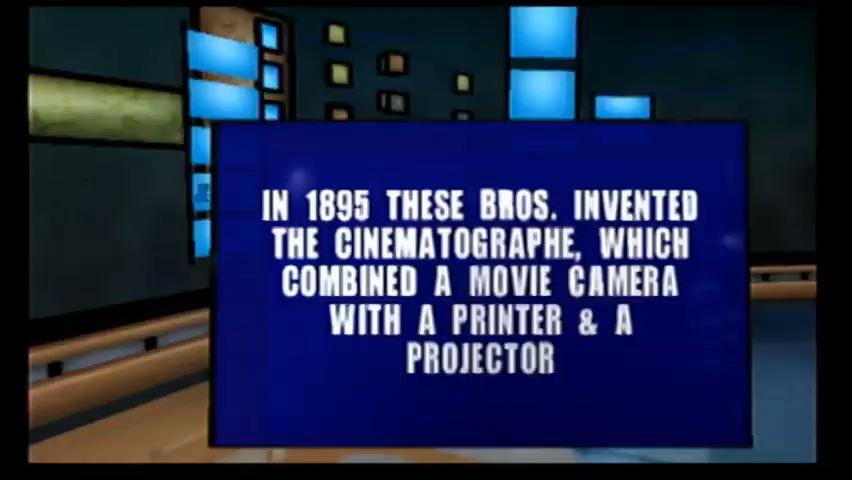 IN 1895 THESE BROS. INVENTED
THE CINEMATOGRAPHE, WHICH
COMBINED A MOVIE CAMERA
WITH A PRINTER & A
PROJECTOR